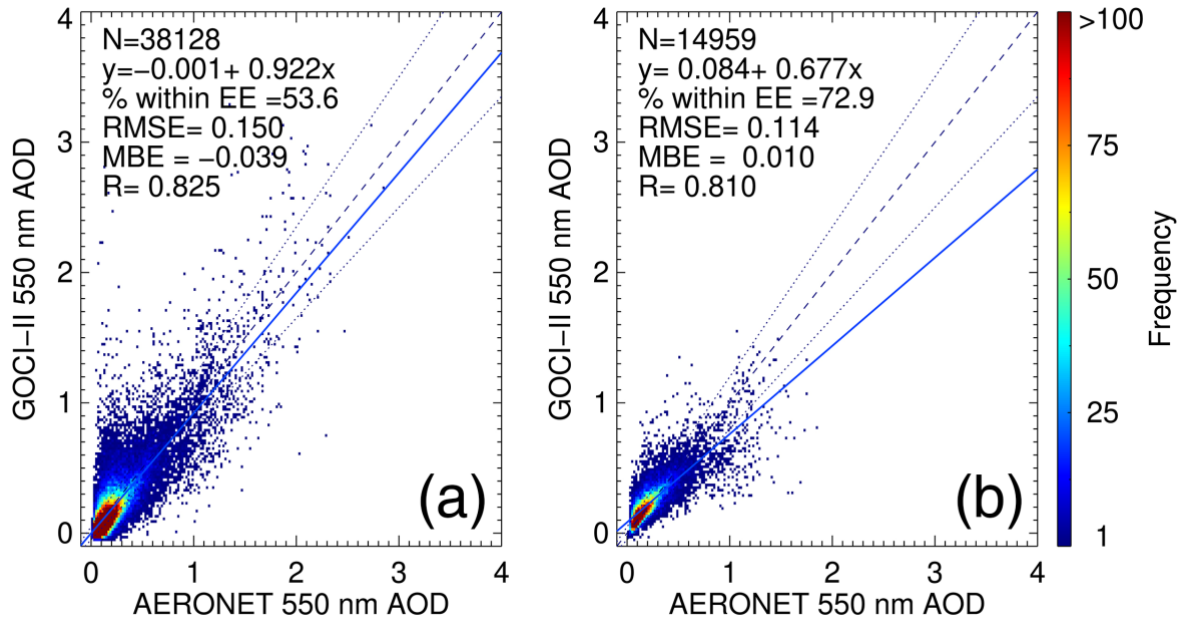 N=38128
y=−0.001+ 0.922x
% within EE =53.6
RMSE= 0.150
MBE = −0.039
R= 0.825
4
3
2
1
0
GOCI−II 550 nm AOD
(a)
0 1 2 3 4
AERONET 550 nm AOD
N=14959
y= 0.084+ 0.677x
% within EE =72.9
RMSE= 0.114
MBE =  0.010
R= 0.810
4
3
2
1
0
GOCI−II 550 nm AOD
(b)
0 1 2 3 4
AERONET 550 nm AOD
>100
75
50
25
1
Frequency